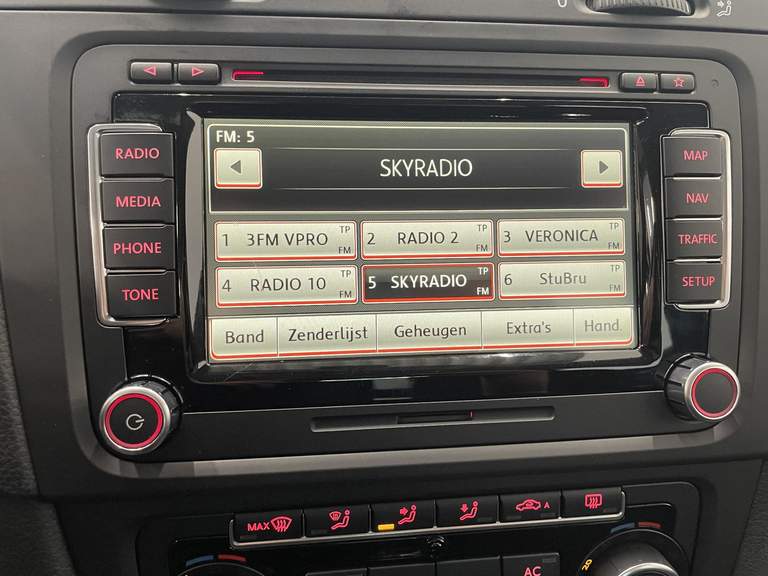 0
RADIO
MEDIA
PHONE
TONE
FM: 5
SKYRADIO
1 3FM VPRO TP FM
2 RADIO 2 TP FM
3 VERONICA TP FM
4 RADIO 10 TP FM
5 SKYRADIO TP FM
6 StuBru
Band Zenderlijst Geheugen Extra's Hand.
MAP
NAV
TRAFFIC
SETUP
MAX
A
AC
20